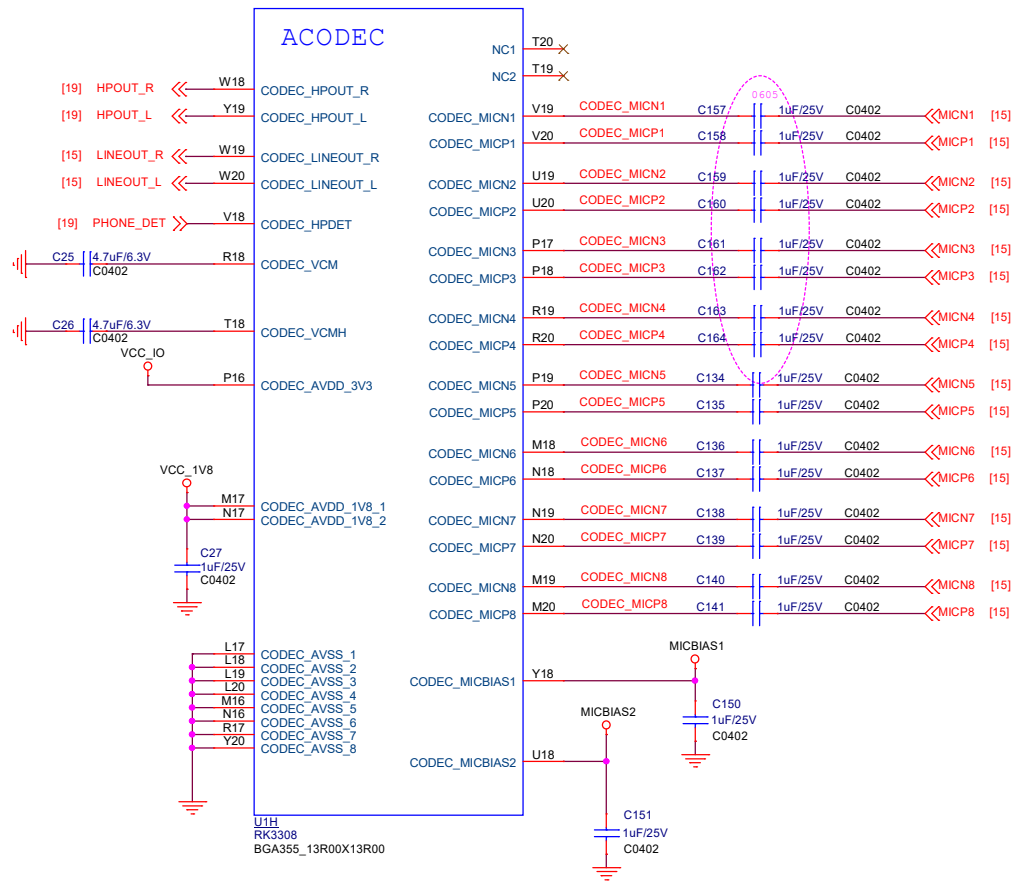 ACODEC
NC1 T20
NC2 T19
0605
[19] HPOUT_R W18 CODEC_HPOUT_R
[19] HPOUT_L Y19 CODEC_HPOUT_L
[15] LINEOUT_R W19 CODEC_LINEOUT_R
[15] LINEOUT_L W20 CODEC_LINEOUT_L
[19] PHONE_DET V18 CODEC_HPDET
C25 4.7uF/6.3V R18 CODEC_VCM
C0402
C26 4.7uF/6.3V T18 CODEC_VCMH
C0402
VCC_IO
P16 CODEC_AVDD_3V3
VCC_1V8
M17 CODEC_AVDD_1V8_1
N17 CODEC_AVDD_1V8_2
C27
1uF/25V
C0402
L17 CODEC_AVSS_1
L18 CODEC_AVSS_2
L19 CODEC_AVSS_3
L20 CODEC_AVSS_4
M16 CODEC_AVSS_5
N16 CODEC_AVSS_6
R17 CODEC_AVSS_7
Y20 CODEC_AVSS_8
CODEC_MICN1 V19 CODEC_MICN1 C157 1uF/25V C0402 MICN1 [15]
CODEC_MICP1 V20 CODEC_MICP1 C158 1uF/25V C0402 MICP1 [15]
CODEC_MICN2 U19 CODEC_MICN2 C159 1uF/25V C0402 MICN2 [15]
CODEC_MICP2 U20 CODEC_MICP2 C160 1uF/25V C0402 MICP2 [15]
CODEC_MICN3 P17 CODEC_MICN3 C161 1uF/25V C0402 MICN3 [15]
CODEC_MICP3 P18 CODEC_MICP3 C162 1uF/25V C0402 MICP3 [15]
CODEC_MICN4 R19 CODEC_MICN4 C163 1uF/25V C0402 MICN4 [15]
CODEC_MICP4 R20 CODEC_MICP4 C164 1uF/25V C0402 MICP4 [15]
CODEC_MICN5 P19 CODEC_MICN5 C134 1uF/25V C0402 MICN5 [15]
CODEC_MICP5 P20 CODEC_MICP5 C135 1uF/25V C0402 MICP5 [15]
CODEC_MICN6 M18 CODEC_MICN6 C136 1uF/25V C0402 MICN6 [15]
CODEC_MICP6 N18 CODEC_MICP6 C137 1uF/25V C0402 MICP6 [15]
CODEC_MICN7 N19 CODEC_MICN7 C138 1uF/25V C0402 MICN7 [15]
CODEC_MICP7 N20 CODEC_MICP7 C139 1uF/25V C0402 MICP7 [15]
CODEC_MICN8 M19 CODEC_MICN8 C140 1uF/25V C0402 MICN8 [15]
CODEC_MICP8 M20 CODEC_MICP8 C141 1uF/25V C0402 MICP8 [15]
MICBIAS1
CODEC_MICBIAS1 Y18
C150
1uF/25V
C0402
MICBIAS2
CODEC_MICBIAS2 U18
C151
1uF/25V
C0402
U1H
RK3308
BGA355_13R00X13R00